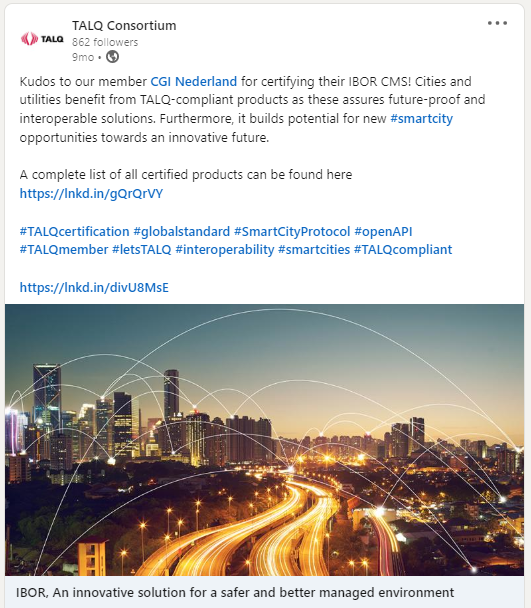 TALQ
TALQ Consortium
862 followers
9mo •
Kudos to our member CGI Nederland for certifying their IBOR CMS! Cities and
utilities benefit from TALQ-compliant products as these assures future-proof and
interoperable solutions. Furthermore, it builds potential for new #smartcity
opportunities towards an innovative future.
A complete list of all certified products can be found here
https://lnkd.in/gQrQrVY
#TALQcertification #globalstandard #SmartCityProtocol #openAPI
#TALQmember #letsTALQ #interoperability #smartcities #TALQcompliant
https://lnkd.in/divU8MsE
IBOR, An innovative solution for a safer and better managed environment